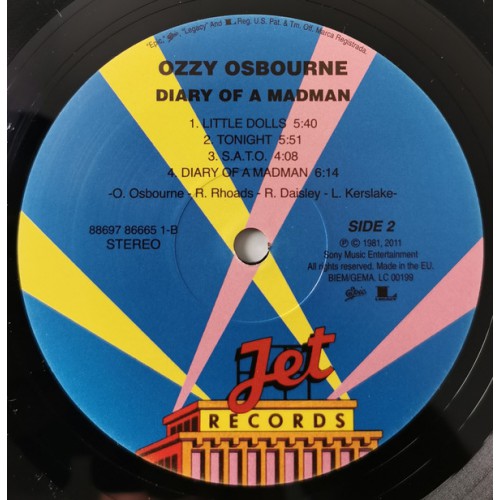 "Epic," Epic, "Legacy" And L Reg. U.S. Pat. & Tm. Off. Marca Registrada.
OZZY OSBOURNE
DIARY OF A MADMAN
1. LITTLE DOLLS 5:40
2. TONIGHT 5:51
3. S.A.T.O. 4:08
4. DIARY OF A MADMAN 6:14
-O. Osbourne - R. Rhoads - R. Daisley - L. Kerslake-
88697 86665 1-B
STEREO
SIDE 2
℗ © 1981, 2011
Sony Music Entertainment
All rights reserved. Made in the EU.
BIEM/GEMA. LC 00199
Epic
Jet
RECORDS